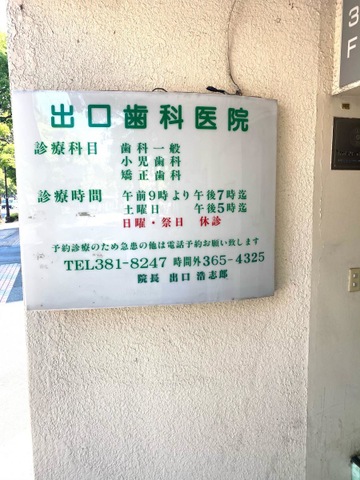 出口歯科医院
診療科目 歯科一般
小児歯科
矯正歯科
診療時間 午前9時より午後7時迄
土曜日 午後5時迄
日曜・祭日 休診
予約診療のため急患の他は電話予約お願い致します
TEL381-8247 時間外365-4325
院長 出口 浩志郎
3
F